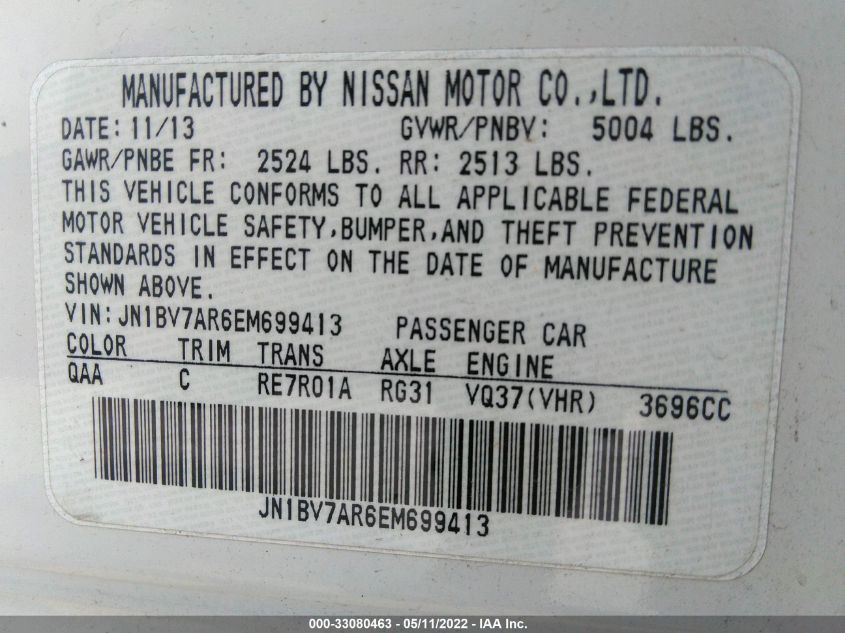 MANUFACTURED BY NISSAN MOTOR CO.,LTD.
DATE: 11/13 GVWR/PNBV: 5004 LBS.
GAWR/PNBE FR: 2524 LBS. RR: 2513 LBS.
THIS VEHICLE CONFORMS TO ALL APPLICABLE FEDERAL
MOTOR VEHICLE SAFETY,BUMPER,AND THEFT PREVENTION
STANDARDS IN EFFECT ON THE DATE OF MANUFACTURE
SHOWN ABOVE.
VIN: JN1BV7AR6EM699413 PASSENGER CAR
COLOR TRIM TRANS AXLE ENGINE
QAA C RE7R01A RG31 VQ37(VHR) 3696CC
JN1BV7AR6EM699413
000-33080463 - 05/11/2022 - IAA Inc.